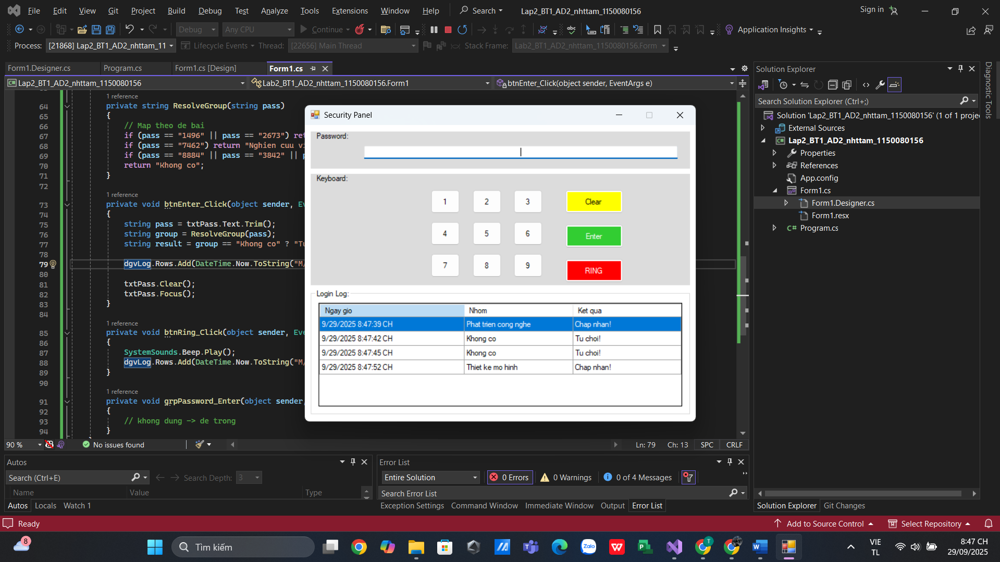 File Edit View Git Project Build Debug Test Analyze Tools Extensions Window Help Search Lap2_BT1_AD2_nhttam_1150080156 Sign in
Debug Any CPU Continue Application Insights
Process: [21868] Lap2_BT1_AD2_nhttam_11 Lifecycle Events Thread: [22656] Main Thread Stack Frame: Lab2_BT1_AD2_nhttam_1150080156.Form
Form1.Designer.cs Program.cs Form1.cs [Design] Form1.cs
Lap2_BT1_AD2_nhttam_1150080156 Lab2_BT1_AD2_nhttam_1150080156.Form1 btnEnter_Click(object sender, EventArgs e)
1 reference
64 private string ResolveGroup(string pass)
65 {
66 // Map theo de bai
67 if (pass == "1496" || pass == "2673") ret
68 if (pass == "7462") return "Nghien cuu vi
69 if (pass == "8884" || pass == "3842" || p
70 return "Khong co";
71 }
72
1 reference
73 private void btnEnter_Click(object sender, Ev
74 {
75 string pass = txtPass.Text.Trim();
76 string group = ResolveGroup(pass);
77 string result = group == "Khong co" ? "Tu
78
79 dgvLog.Rows.Add(DateTime.Now.ToString("M/
80
81 txtPass.Clear();
82 txtPass.Focus();
83 }
84
1 reference
85 private void btnRing_Click(object sender, Eve
86 {
87 SystemSounds.Beep.Play();
88 dgvLog.Rows.Add(DateTime.Now.ToString("M/
89 }
90
1 reference
91 private void grpPassword_Enter(object sender,
92 {
93 // khong dung -> de trong
94 }
Security Panel
Password:
Keyboard:
1 2 3 Clear
4 5 6 Enter
7 8 9 RING
Login Log:
Ngay gio Nhom Ket qua
9/29/2025 8:47:39 CH Phat trien cong nghe Chap nhan!
9/29/2025 8:47:42 CH Khong co Tu choi!
9/29/2025 8:47:45 CH Khong co Tu choi!
9/29/2025 8:47:52 CH Thiet ke mo hinh Chap nhan!
90 % No issues found Ln: 79 Ch: 13 SPC CRLF
Autos
Search (Ctrl+E) Search Depth: 3
Name Value Type
Autos Locals Watch 1
Error List
Entire Solution 0 Errors 0 Warnings 0 of 4 Messages
Search Error List
Exception Settings Command Window Immediate Window Output Error List
Solution Explorer
Search Solution Explorer (Ctrl+;)
Solution 'Lap2_BT1_AD2_nhttam_1150080156' (1 of 1 proje
External Sources
Lap2_BT1_AD2_nhttam_1150080156
Properties
References
App.config
Form1.cs
Form1.Designer.cs
Form1.resx
C# Program.cs
Solution Explorer Git Changes
Diagnostic Tools
Ready Add to Source Control Select Repository
8 Tìm kiếm Zalo VIE TL 8:47 CH
29/09/2025